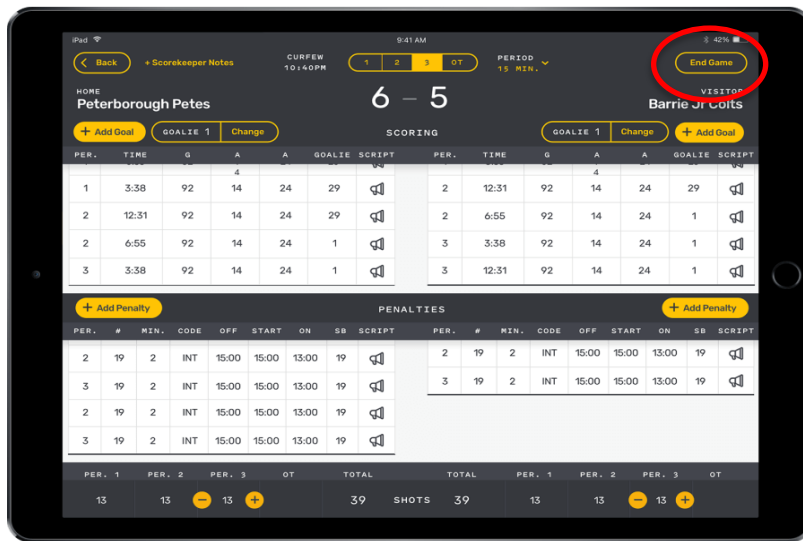 iPad 9:41 AM 42%
Back + Scorekeeper Notes CURFEW 10:40PM 1 2 3 OT PERIOD 15 MIN. End Game
HOME VISITOR
Peterborough Petes 6 — 5 Barrie Jr Colts
+ Add Goal GOALIE 1 Change SCORING GOALIE 1 Change + Add Goal
PER. TIME G A A GOALIE SCRIPT PER. TIME G A A GOALIE SCRIPT
4 4
1 3:38 92 14 24 29 2 12:31 92 14 24 29
2 12:31 92 14 24 29 2 6:55 92 14 24 1
2 6:55 92 14 24 1 3 3:38 92 14 24 1
3 3:38 92 14 24 1 3 12:31 92 14 24 1
+ Add Penalty PENALTIES + Add Penalty
PER. # MIN. CODE OFF START ON SB SCRIPT PER. # MIN. CODE OFF START ON SB SCRIPT
2 19 2 INT 15:00 15:00 13:00 19 2 19 2 INT 15:00 15:00 13:00 19
3 19 2 INT 15:00 15:00 13:00 19 3 19 2 INT 15:00 15:00 13:00 19
2 19 2 INT 15:00 15:00 13:00 19
3 19 2 INT 15:00 15:00 13:00 19
PER. 1 PER. 2 PER. 3 OT TOTAL TOTAL PER. 1 PER. 2 PER. 3 OT
13 13 − 13 + 39 SHOTS 39 13 13 − 13 +